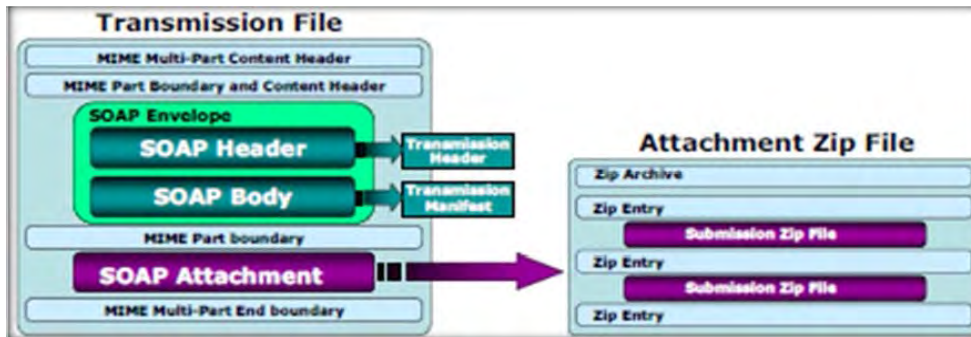 Transmission File
MIME Multi-Part Content Header
MIME Part Boundary and Content Header
SOAP Envelope
SOAP Header
Transmission
Header
SOAP Body
Transmission
Manifest
MIME Part boundary
SOAP Attachment
MIME Multi-Part End boundary
Attachment Zip File
Zip Archive
Zip Entry
Submission Zip File
Zip Entry
Submission Zip File
Zip Entry